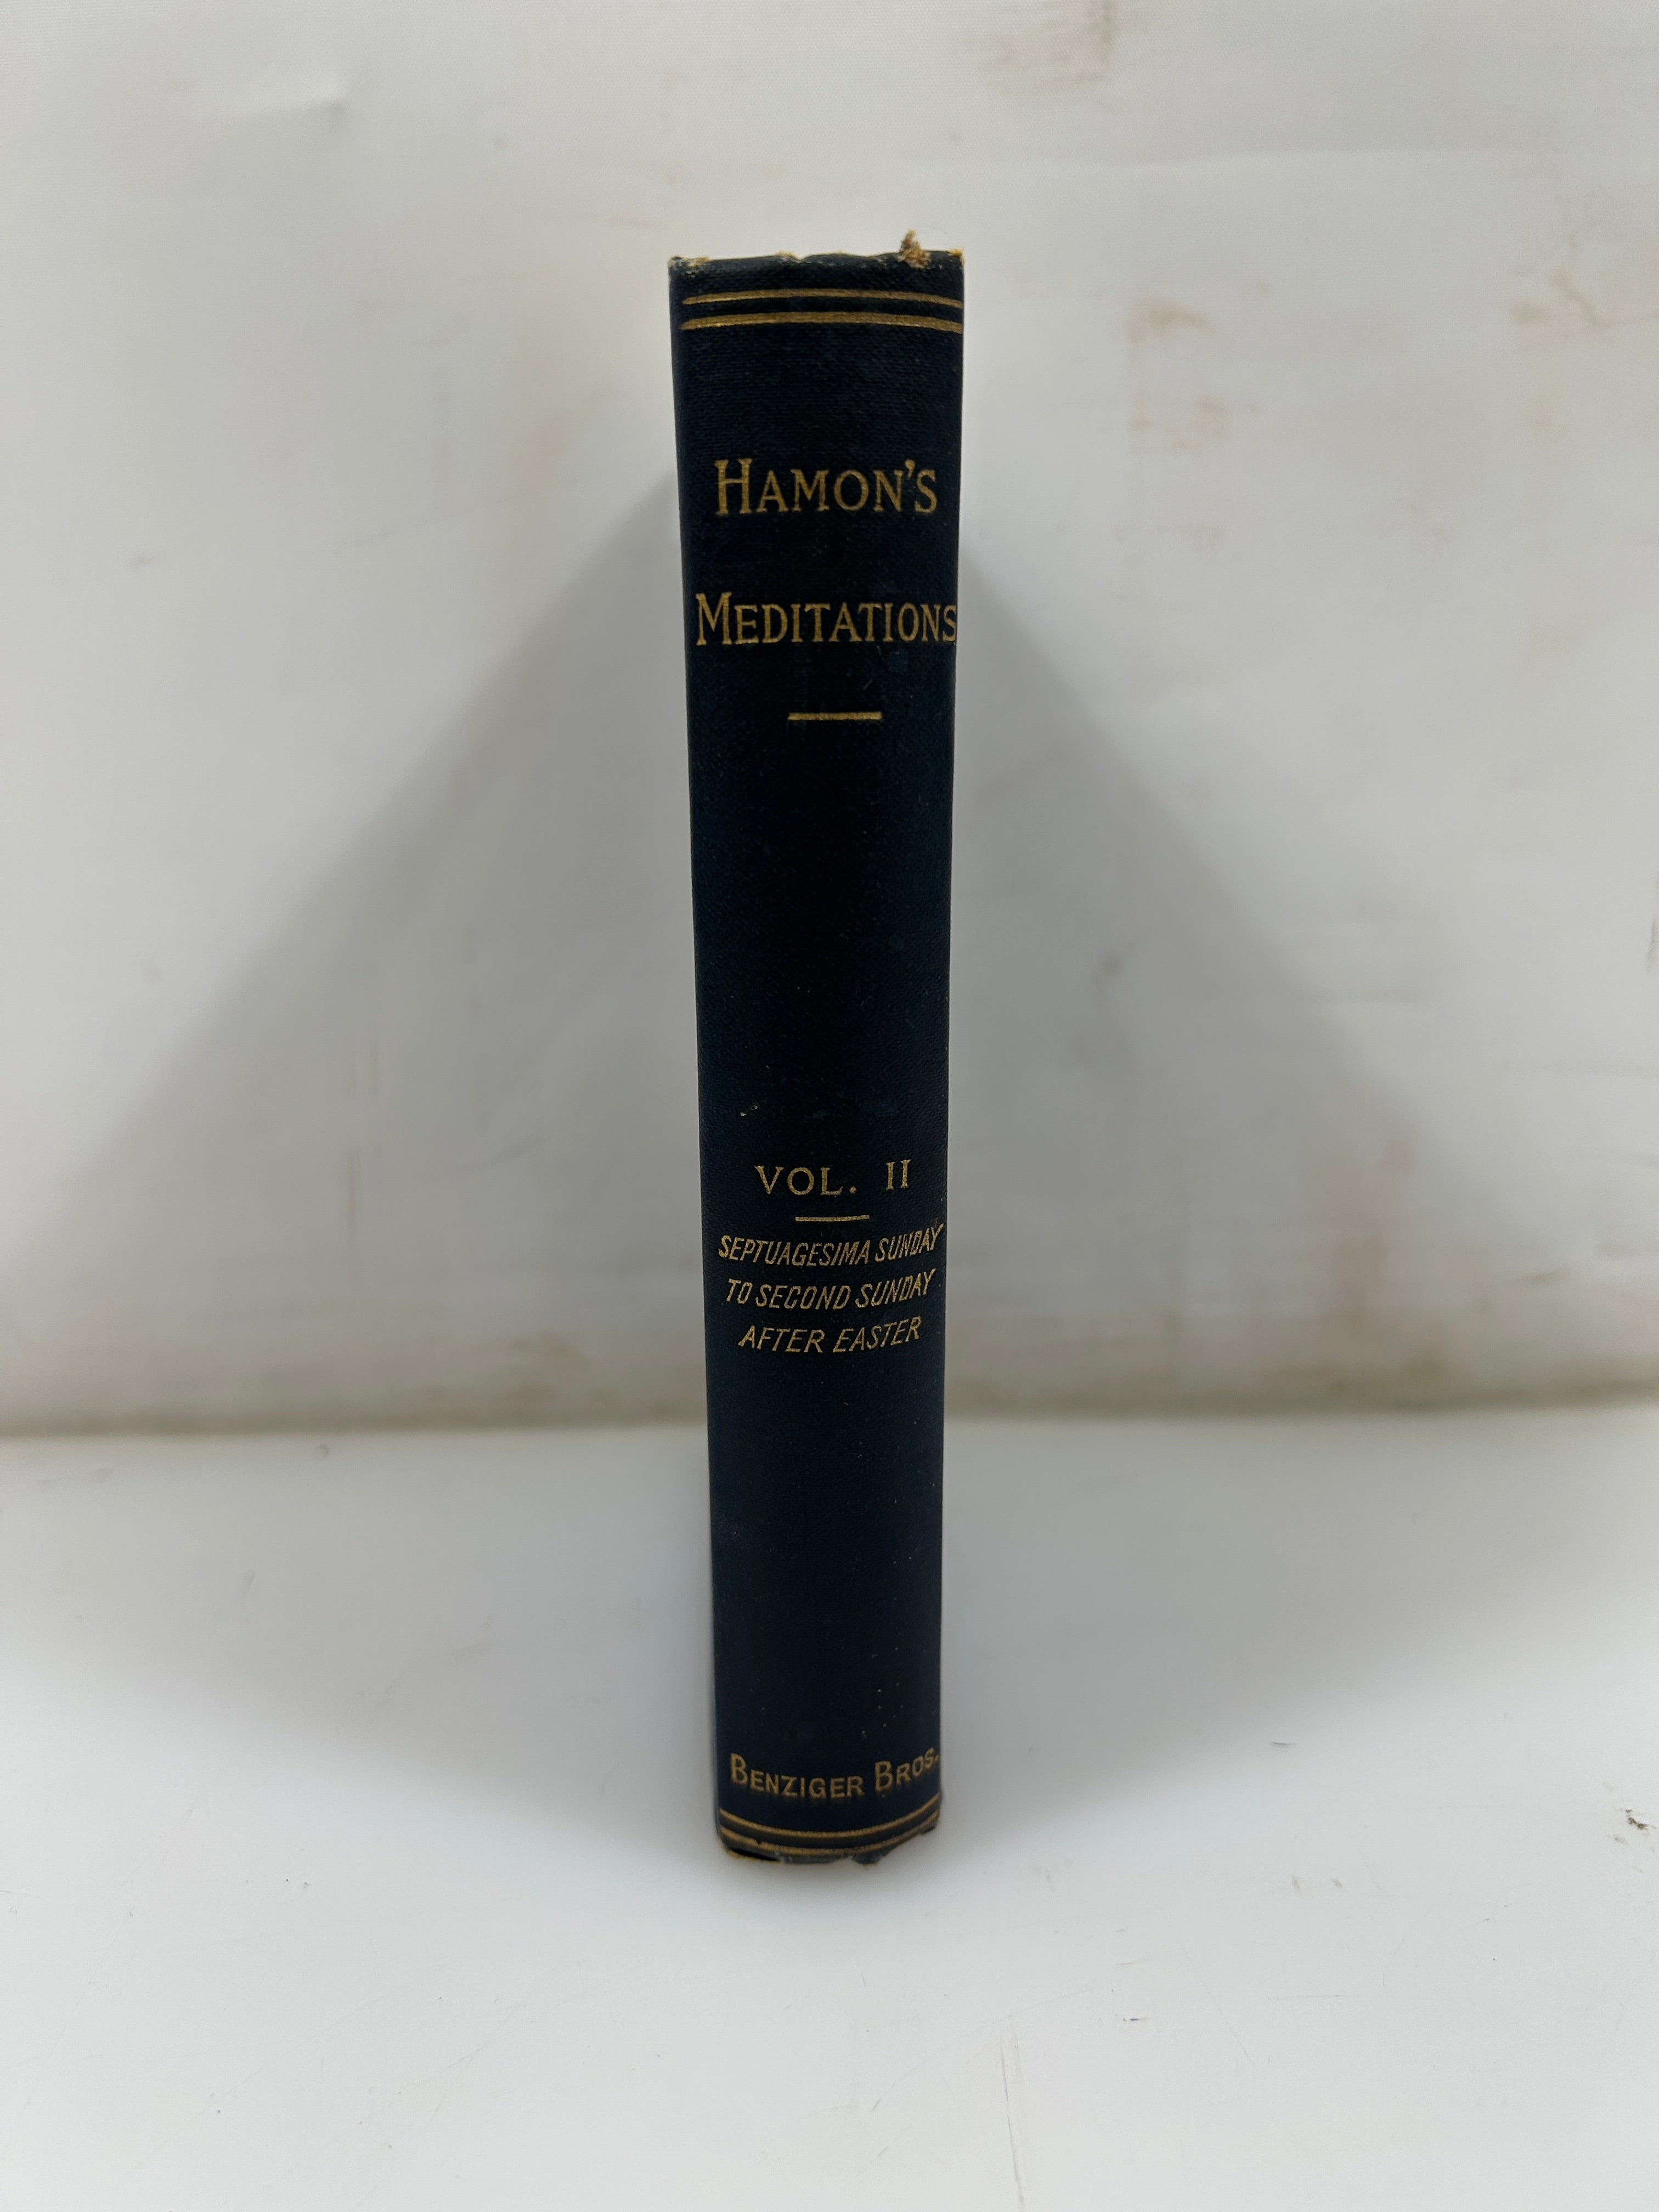 HAMON'S
MEDITATIONS
VOL. II
SEPTUAGESIMA SUNDAY
TO SECOND SUNDAY
AFTER EASTER
BENZIGER BROS.